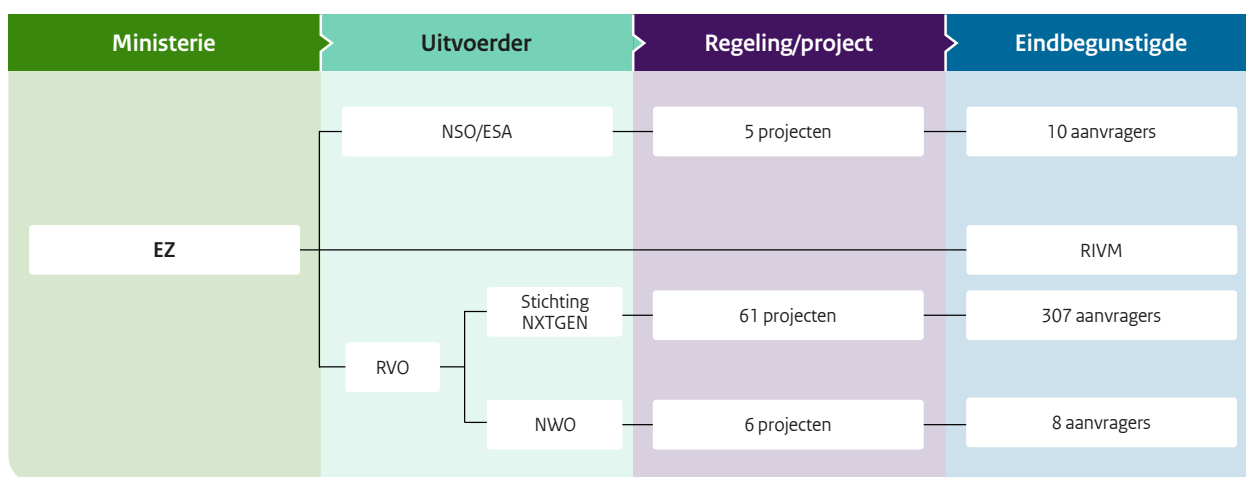 Ministerie
Uitvoerder
Regeling/project
Eindbegunstigde
NSO/ESA
5 projecten
10 aanvragers
EZ
RIVM
Stichting
NXTGEN
61 projecten
307 aanvragers
RVO
NWO
6 projecten
8 aanvragers